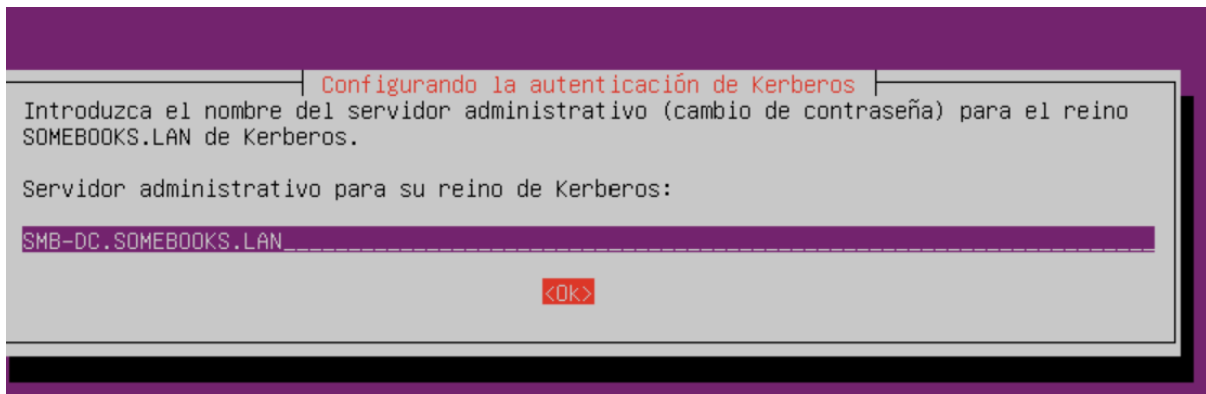 Configurando la autenticación de Kerberos
Introduzca el nombre del servidor administrativo (cambio de contraseña) para el reino
SOMEBOOKS.LAN de Kerberos.
Servidor administrativo para su reino de Kerberos:
SMB-DC.SOMEBOOKS.LAN
<Ok>